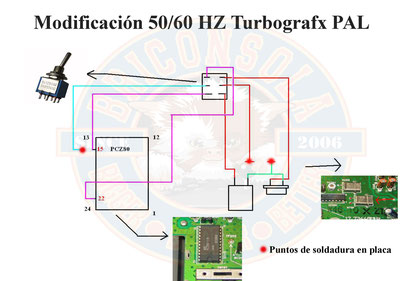 Modificación 50/60 HZ Turbografx PAL
BRICONSOLA
2006
13
12
15
PCZ80
22
24
1
Puntos de soldadura en placa